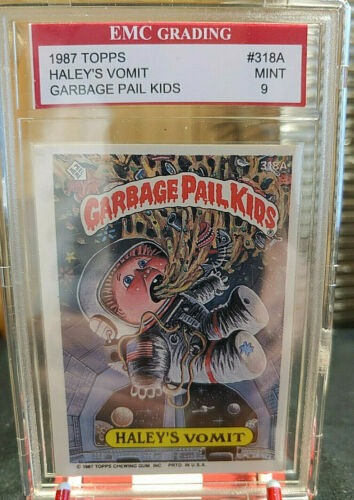 EMC GRADING
1987 TOPPS #318A
HALEY'S VOMIT MINT
GARBAGE PAIL KIDS 9
318A
GARBAGE PAIL KIDS
HALEY'S VOMIT
© 1987 TOPPS CHEWING GUM, INC. PRTD. IN U.S.A.